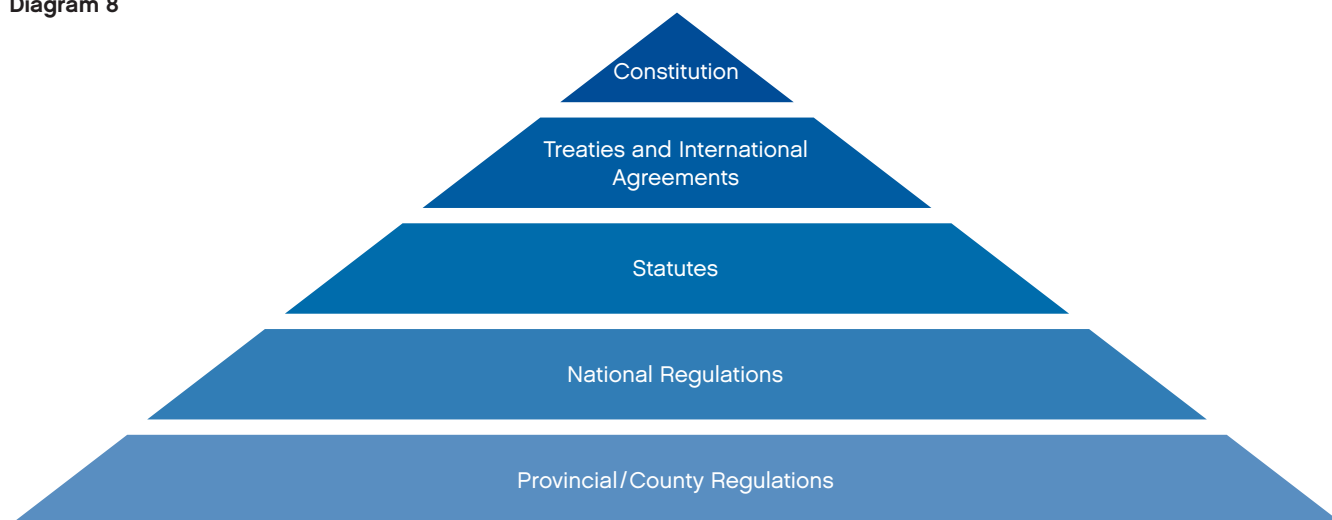 Diagram 8
Constitution
Treaties and International
Agreements
Statutes
National Regulations
Provincial/County Regulations